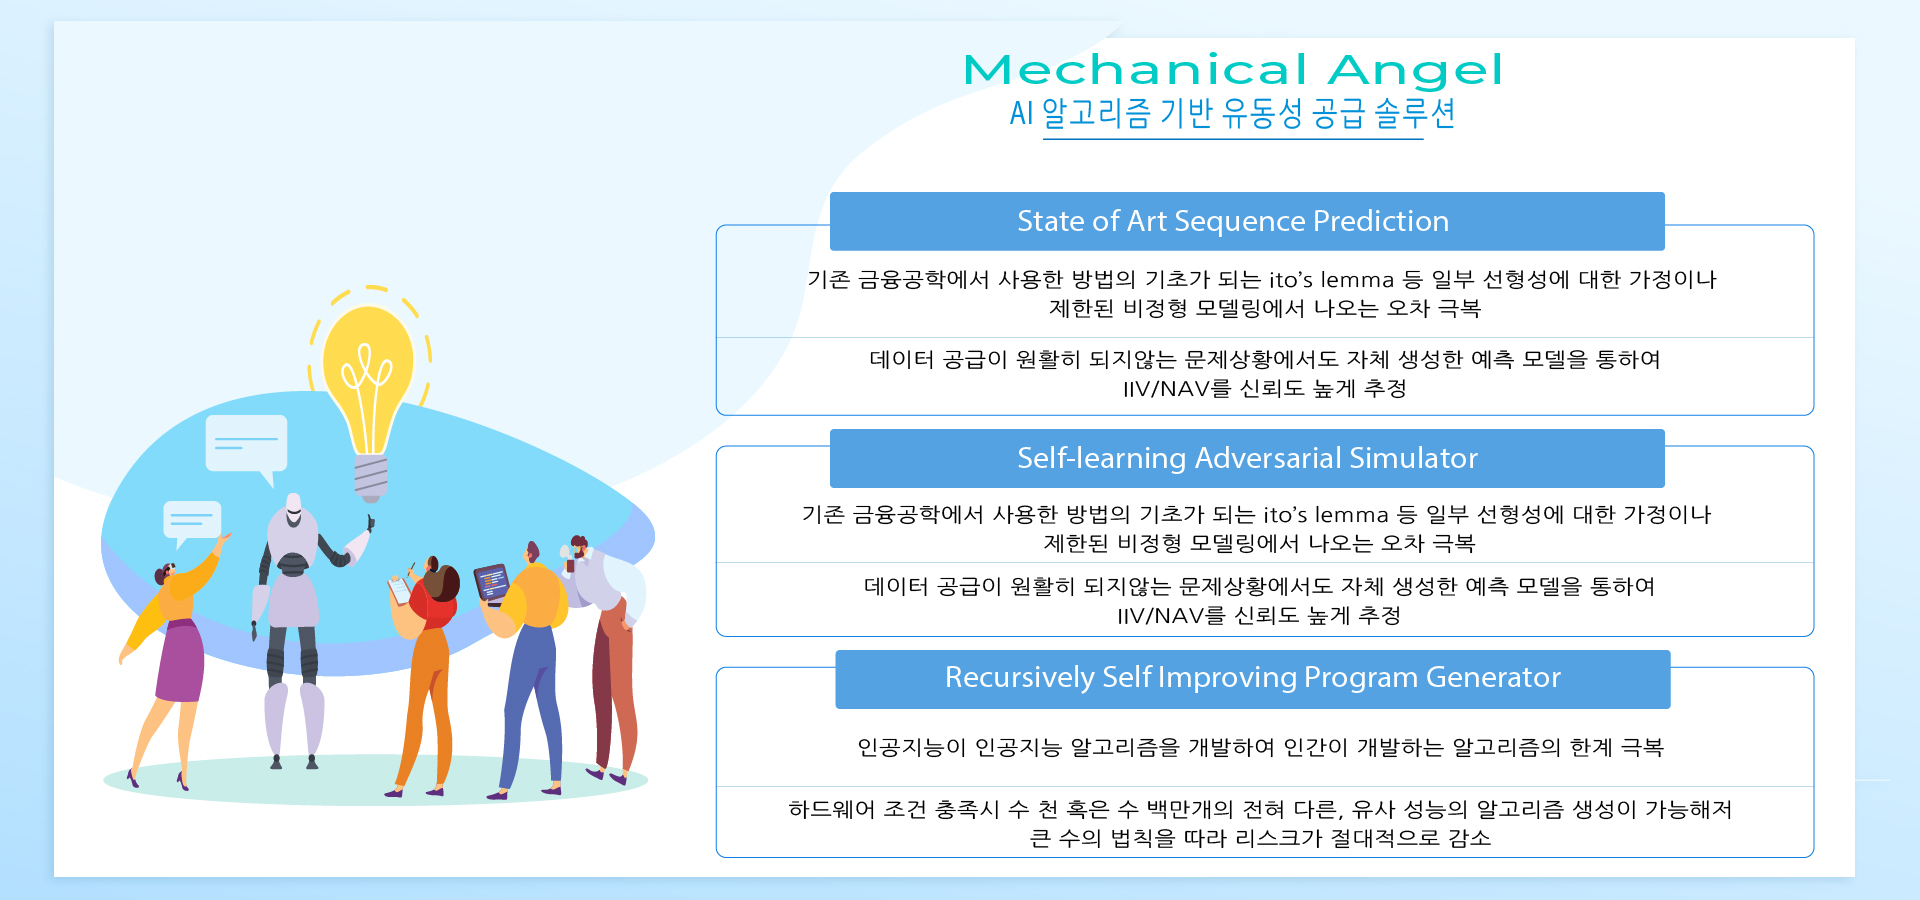 Mechanical Angel
AI 알고리즘 기반 유동성 공급 솔루션
State of Art Sequence Prediction
기존 금융공학에서 사용한 방법의 기초가 되는 ito's lemma 등 일부 선형성에 대한 가정이나
제한된 비정형 모델링에서 나오는 오차 극복
데이터 공급이 원활히 되지않는 문제상황에서도 자체 생성한 예측 모델을 통하여
IIV/NAV를 신뢰도 높게 추정
Self-learning Adversarial Simulator
기존 금융공학에서 사용한 방법의 기초가 되는 ito's lemma 등 일부 선형성에 대한 가정이나
제한된 비정형 모델링에서 나오는 오차 극복
데이터 공급이 원활히 되지않는 문제상황에서도 자체 생성한 예측 모델을 통하여
IIV/NAV를 신뢰도 높게 추정
Recursively Self Improving Program Generator
인공지능이 인공지능 알고리즘을 개발하여 인간이 개발하는 알고리즘의 한계 극복
하드웨어 조건 충족시 수 천 혹은 수 백만개의 전혀 다른, 유사 성능의 알고리즘 생성이 가능해져
큰 수의 법칙을 따라 리스크가 절대적으로 감소